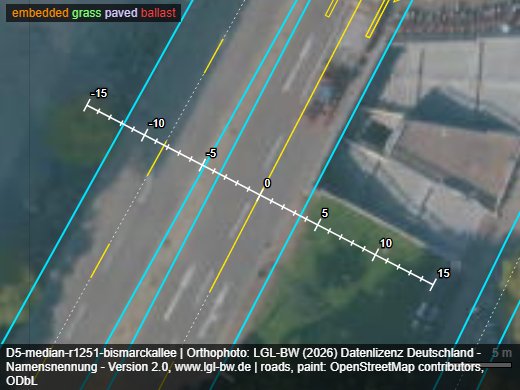 embedded grass paved ballast
-15
-10
-5
0
5
10
15
5 m
D5-median-r1251-bismarckallee | Orthophoto: LGL-BW (2026) Datenlizenz Deutschland -
Namensnennung - Version 2.0, www.lgl-bw.de | roads, paint: OpenStreetMap contributors,
ODbL